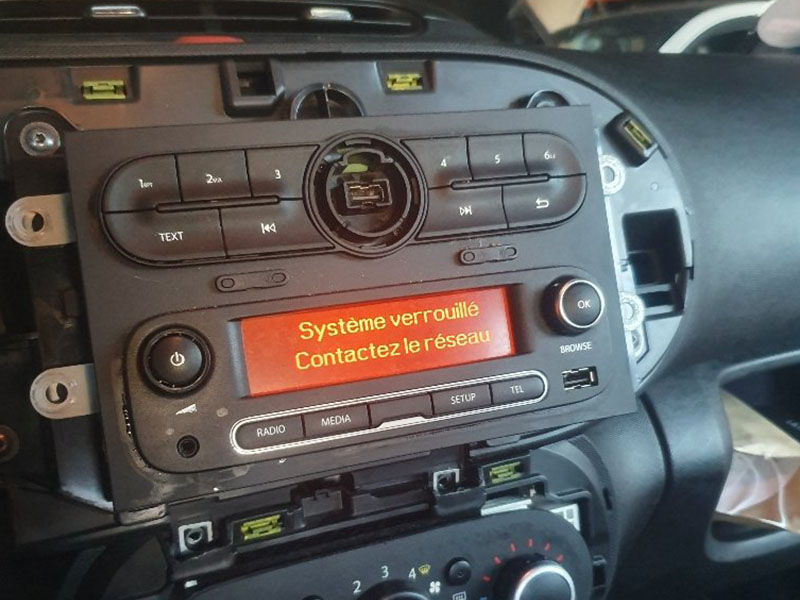 1 2 3 4 5 6
TEXT
Système verrouillé
Contactez le réseau
OK
BROWSE
RADIO MEDIA SETUP TEL
2 3 4